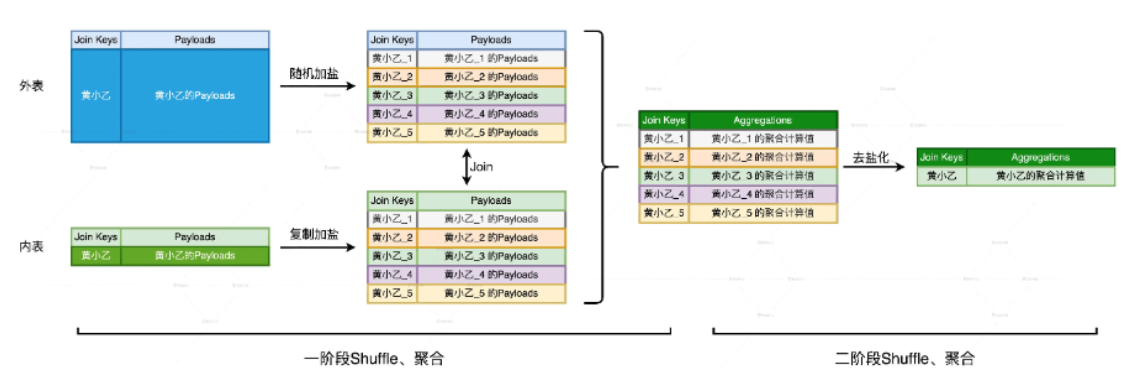 外表
Join Keys Payloads
黄小乙 黄小乙的Payloads
随机加盐
Join Keys Payloads
黄小乙_1 黄小乙_1 的Payloads
黄小乙_2 黄小乙_2 的Payloads
黄小乙_3 黄小乙_3 的Payloads
黄小乙_4 黄小乙_4 的Payloads
黄小乙_5 黄小乙_5 的Payloads
Join
内表
Join Keys Payloads
黄小乙 黄小乙的Payloads
复制加盐
Join Keys Payloads
黄小乙_1 黄小乙_1 的Payloads
黄小乙_2 黄小乙_2 的Payloads
黄小乙_3 黄小乙_3 的Payloads
黄小乙_4 黄小乙_4 的Payloads
黄小乙_5 黄小乙_5 的Payloads
Join Keys Aggregations
黄小乙_1 黄小乙_1 的聚合计算值
黄小乙_2 黄小乙_2 的聚合计算值
黄小乙_3 黄小乙_3 的聚合计算值
黄小乙_4 黄小乙_4 的聚合计算值
黄小乙_5 黄小乙_5 的聚合计算值
去盐化
Join Keys Aggregations
黄小乙 黄小乙的聚合计算值
一阶段Shuffle、聚合
二阶段Shuffle、聚合